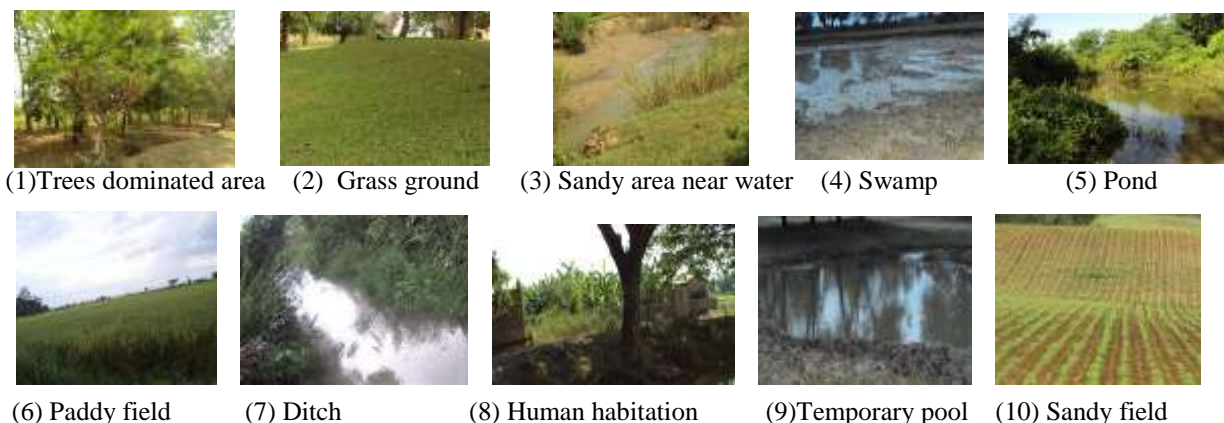 (1)Trees dominated area (2) Grass ground (3) Sandy area near water (4) Swamp (5) Pond
(6) Paddy field (7) Ditch (8) Human habitation (9)Temporary pool (10) Sandy field